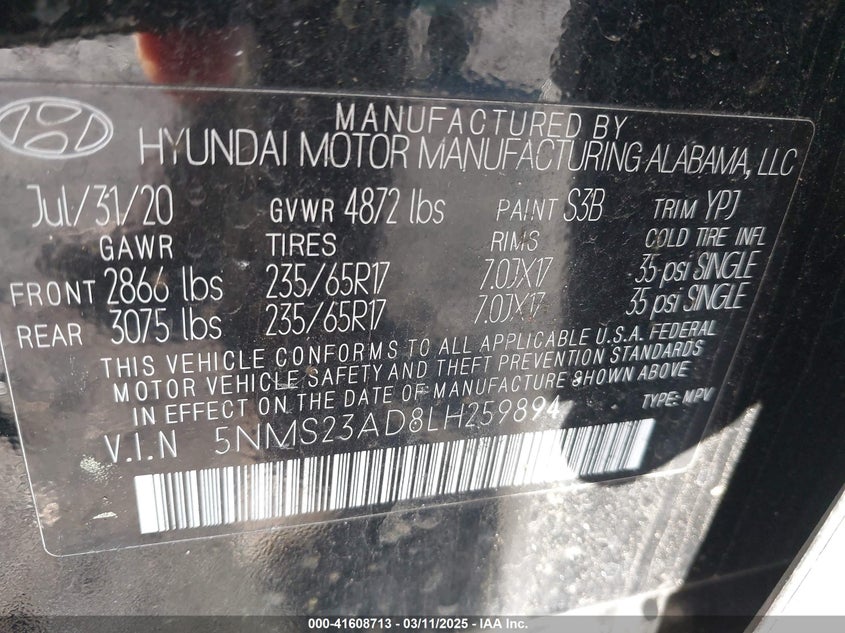 MANUFACTURED BY
HYUNDAI MOTOR MANUFACTURING ALABAMA, LLC
Jul/31/20 GVWR 4872 lbs PAINT S3B TRIM YPJ
GAWR TIRES RIMS COLD TIRE INFL
FRONT 2866 lbs 235/65R17 7.0JX17 35 psi SINGLE
REAR 3075 lbs 235/65R17 7.0JX17 35 psi SINGLE
THIS VEHICLE CONFORMS TO ALL APPLICABLE U.S.A. FEDERAL
MOTOR VEHICLE SAFETY AND THEFT PREVENTION STANDARDS
IN EFFECT ON THE DATE OF MANUFACTURE SHOWN ABOVE
V.I.N 5NMS23AD8LH259894 TYPE: MPV
000-41608713 - 03/11/2025 - IAA Inc.